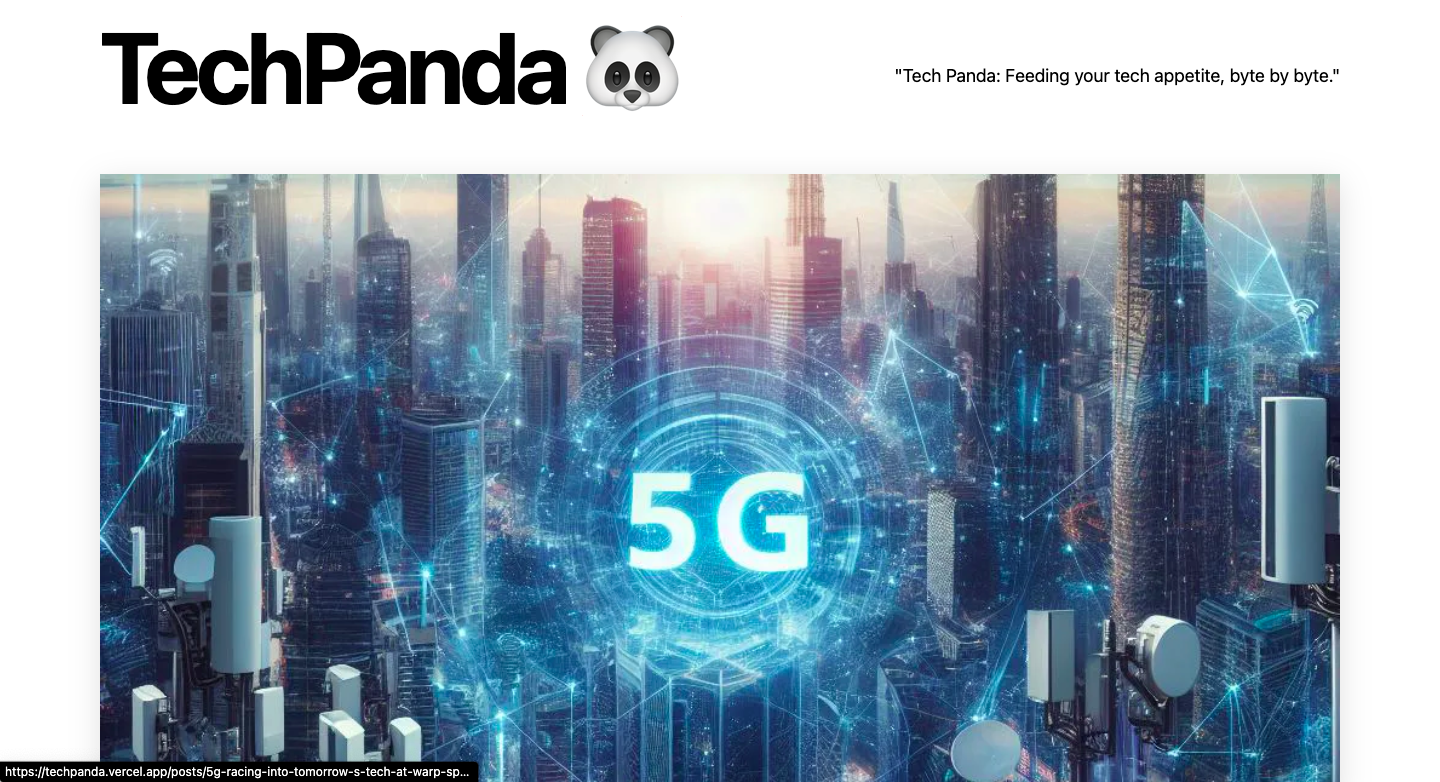 TechPanda 🐼
"Tech Panda: Feeding your tech appetite, byte by byte."
5G
https://techpanda.vercel.app/posts/5g-racing-into-tomorrow-s-tech-at-warp-sp...